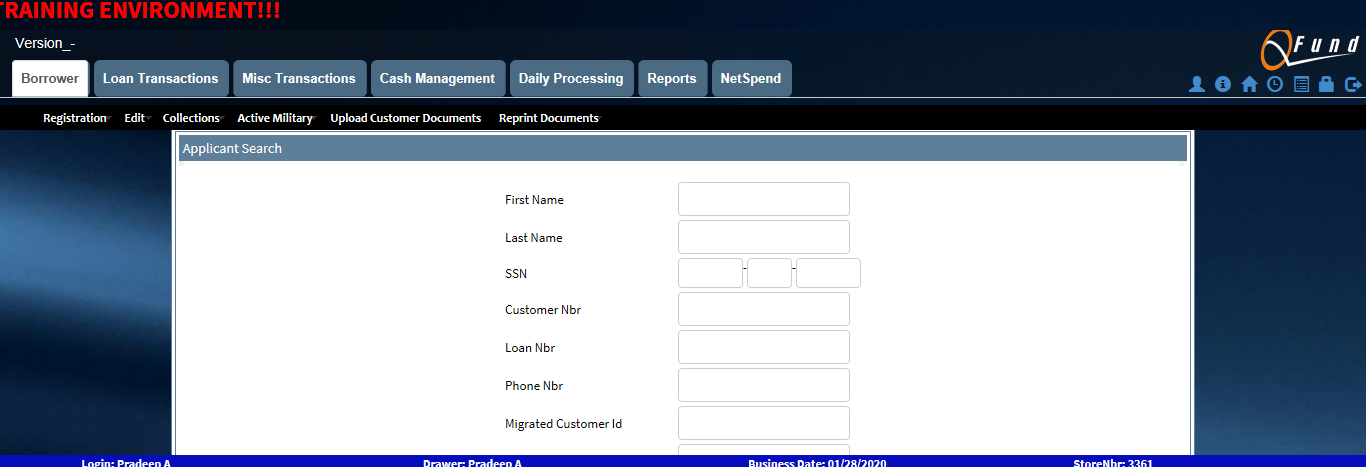 TRAINING ENVIRONMENT!!!
Version_-
QFund
Borrower Loan Transactions Misc Transactions Cash Management Daily Processing Reports NetSpend
Registration Edit Collections Active Military Upload Customer Documents Reprint Documents
Applicant Search
First Name
Last Name
SSN - -
Customer Nbr
Loan Nbr
Phone Nbr
Migrated Customer Id
Login: Pradeep A Drawer: Pradeep A Business Date: 01/28/2020 StoreNbr: 3361